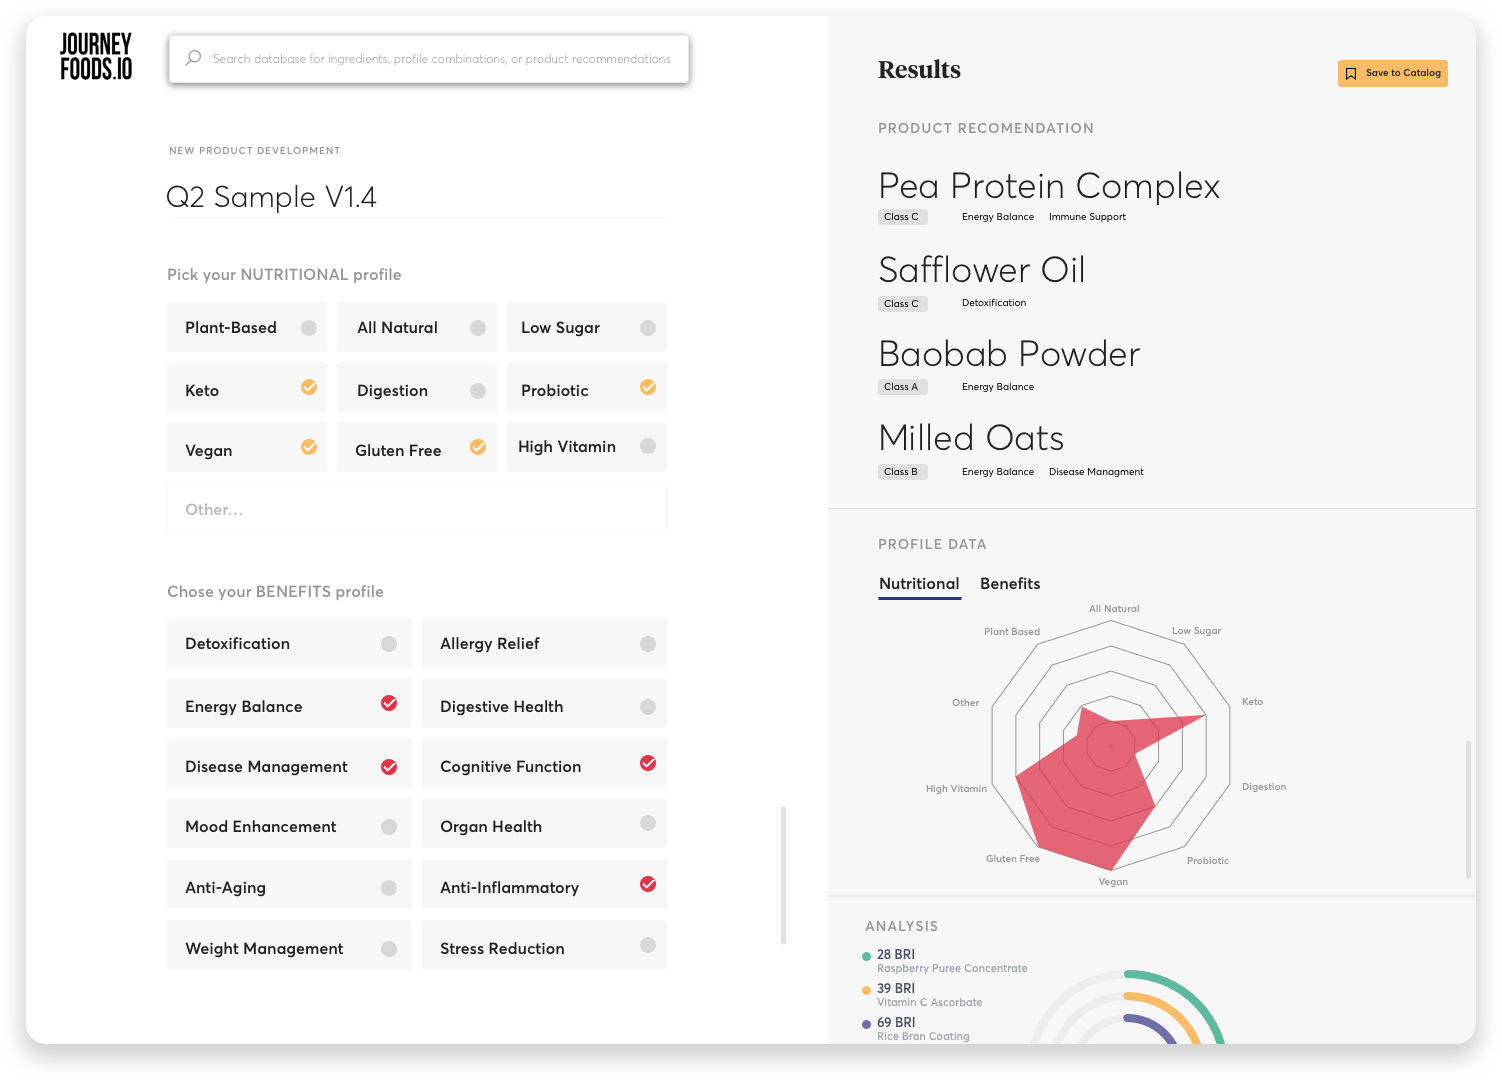 JOURNEY
FOODS.IO
Search database for ingredients, profile combinations, or product recommendations
NEW PRODUCT DEVELOPMENT
Q2 Sample V1.4
Pick your NUTRITIONAL profile
Plant-Based
All Natural
Low Sugar
Keto
Digestion
Probiotic
Vegan
Gluten Free
High Vitamin
Other...
Chose your BENEFITS profile
Detoxification
Allergy Relief
Energy Balance
Digestive Health
Disease Management
Cognitive Function
Mood Enhancement
Organ Health
Anti-Aging
Anti-Inflammatory
Weight Management
Stress Reduction
Results
Save to Catalog
PRODUCT RECOMENDATION
Pea Protein Complex
Class C Energy Balance Immune Support
Safflower Oil
Class C Detoxification
Baobab Powder
Class A Energy Balance
Milled Oats
Class B Energy Balance Disease Managment
PROFILE DATA
Nutritional Benefits
All Natural
Plant Based
Low Sugar
Other
Keto
High Vitamin
Digestion
Gluten Free
Probiotic
Vegan
ANALYSIS
28 BRI
Raspberry Puree Concentrate
39 BRI
Vitamin C Ascorbate
69 BRI
Rice Bran Coating